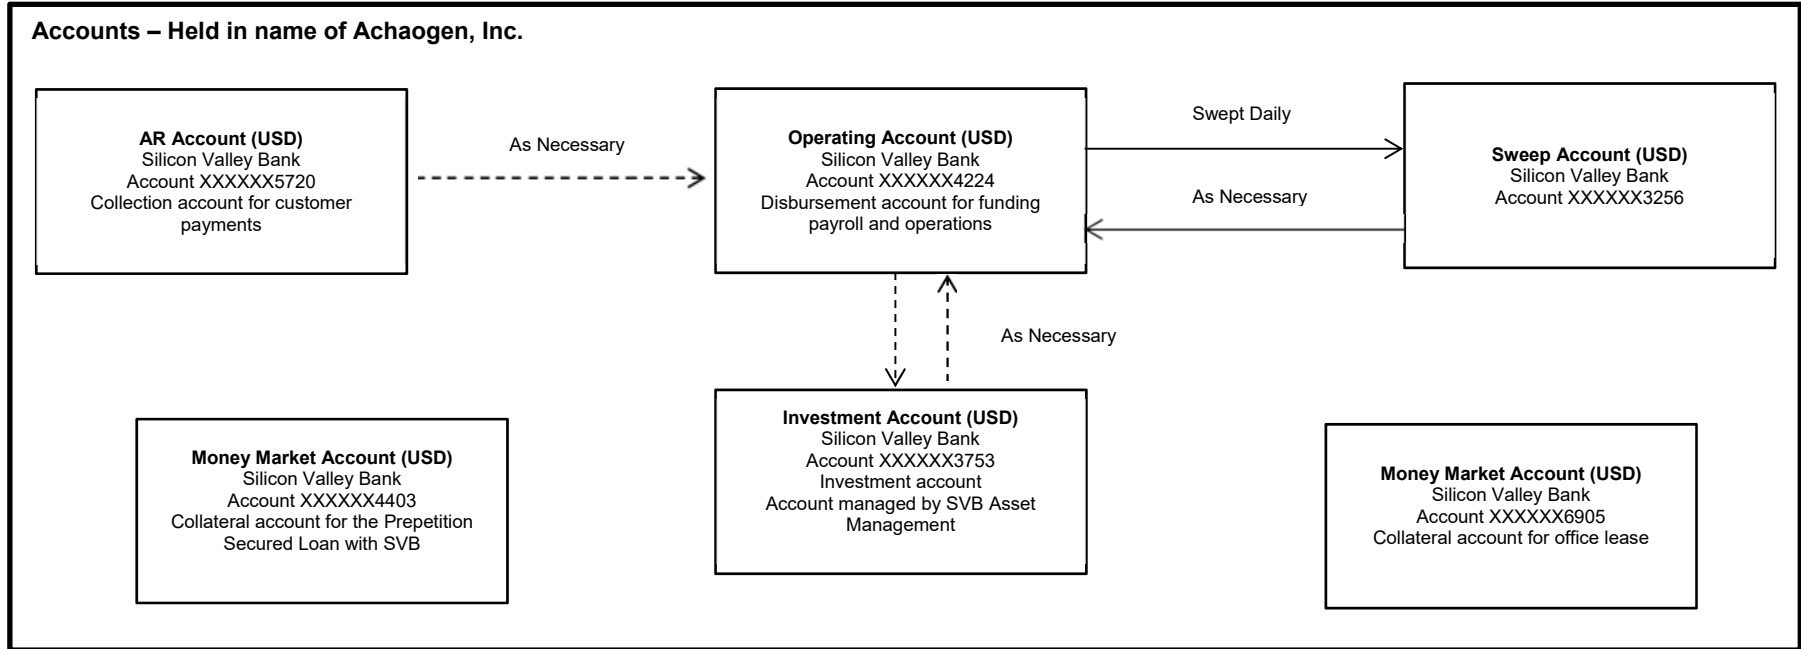 Accounts – Held in name of Achaogen, Inc.
AR Account (USD)
Silicon Valley Bank
Account XXXXXX5720
Collection account for customer
payments
As Necessary
Operating Account (USD)
Silicon Valley Bank
Account XXXXXX4224
Disbursement account for funding
payroll and operations
Swept Daily
As Necessary
Sweep Account (USD)
Silicon Valley Bank
Account XXXXXX3256
As Necessary
Money Market Account (USD)
Silicon Valley Bank
Account XXXXXX4403
Collateral account for the Prepetition
Secured Loan with SVB
Investment Account (USD)
Silicon Valley Bank
Account XXXXXX3753
Investment account
Account managed by SVB Asset
Management
Money Market Account (USD)
Silicon Valley Bank
Account XXXXXX6905
Collateral account for office lease